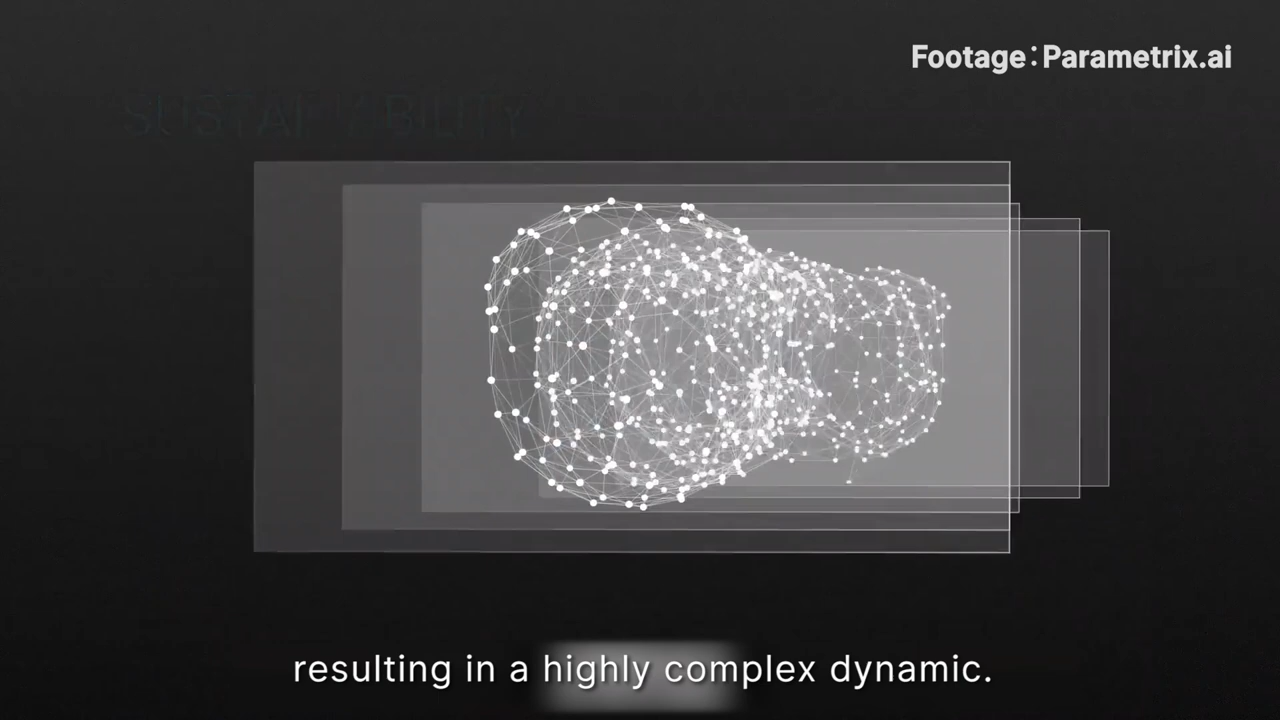 Footage:Parametrix.ai
resulting in a highly complex dynamic.